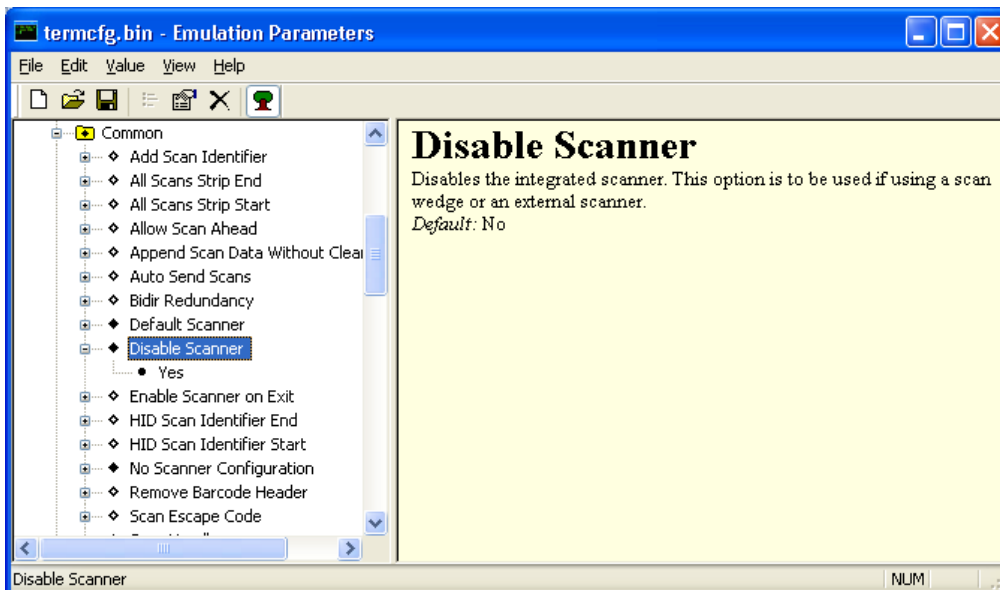 termcfg.bin - Emulation Parameters
File Edit Value View Help
Common
Add Scan Identifier
All Scans Strip End
All Scans Strip Start
Allow Scan Ahead
Append Scan Data Without Clear
Auto Send Scans
Bidir Redundancy
Default Scanner
Disable Scanner
Yes
Enable Scanner on Exit
HID Scan Identifier End
HID Scan Identifier Start
No Scanner Configuration
Remove Barcode Header
Scan Escape Code
Disable Scanner
Disables the integrated scanner. This option is to be used if using a scan
wedge or an external scanner.
Default: No
Disable Scanner
NUM